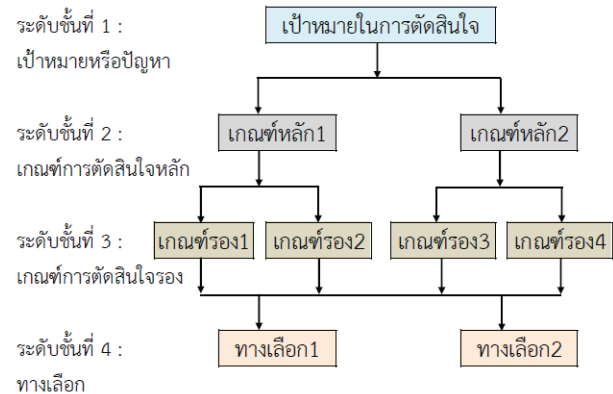 ระดับชั้นที่ 1 :
เป้าหมายหรือปัญหา
เป้าหมายในการตัดสินใจ
ระดับชั้นที่ 2 :
เกณฑ์การตัดสินใจหลัก
เกณฑ์หลัก1
เกณฑ์หลัก2
ระดับชั้นที่ 3 :
เกณฑ์การตัดสินใจรอง
เกณฑ์รอง1
เกณฑ์รอง2
เกณฑ์รอง3
เกณฑ์รอง4
ระดับชั้นที่ 4 :
ทางเลือก
ทางเลือก1
ทางเลือก2